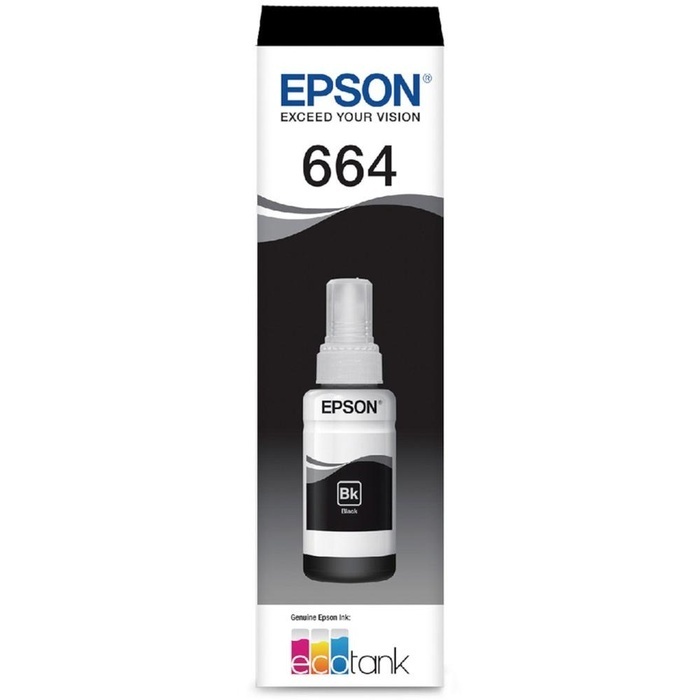 EPSON®
EXCEED YOUR VISION
664
EPSON®
Bk
Black
Genuine Epson Ink:
ecotank